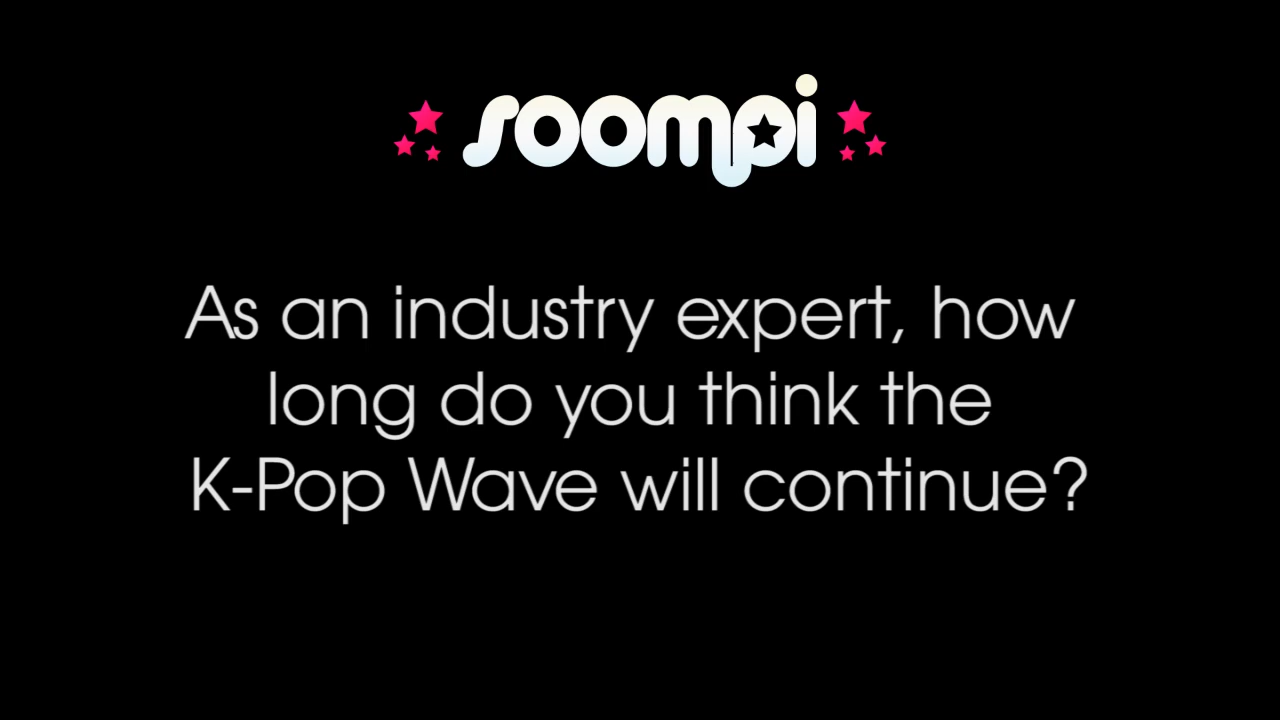 soompi
As an industry expert, how
long do you think the
K-Pop Wave will continue?